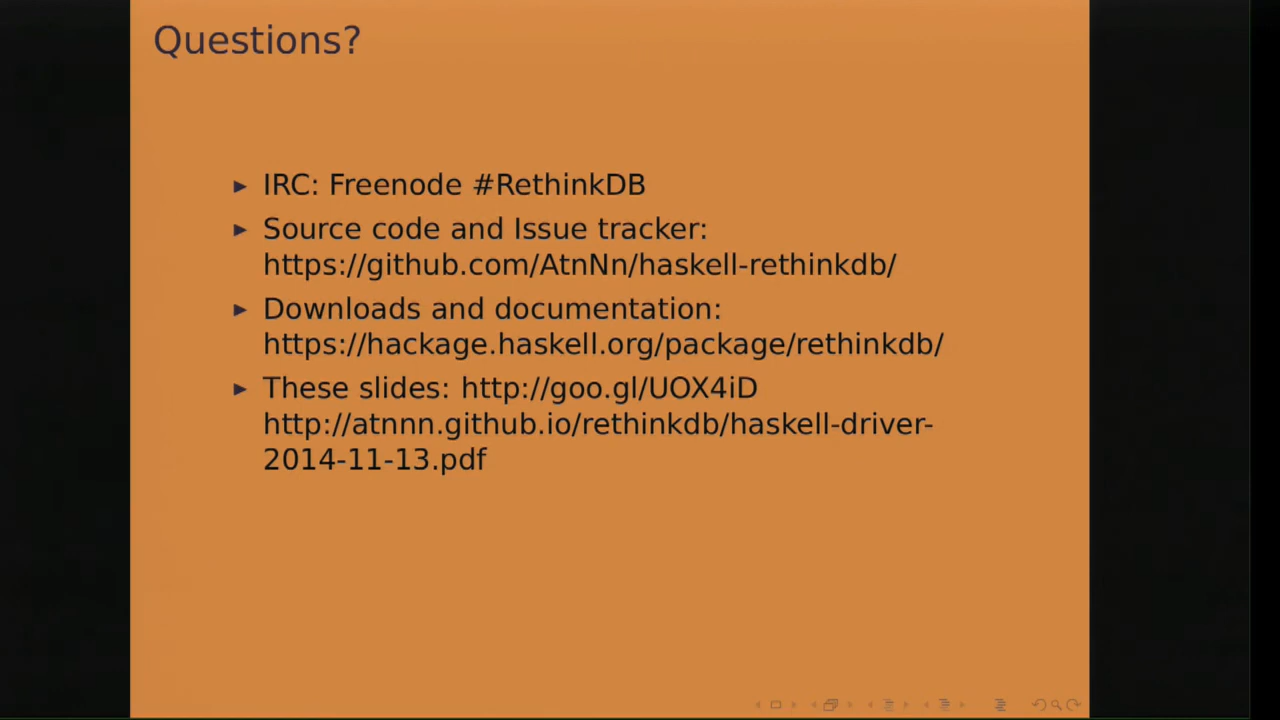 Questions?
IRC: Freenode #RethinkDB
Source code and Issue tracker:
https://github.com/AtnNn/haskell-rethinkdb/
Downloads and documentation:
https://hackage.haskell.org/package/rethinkdb/
These slides: http://goo.gl/UOX4iD
http://atnnn.github.io/rethinkdb/haskell-driver-
2014-11-13.pdf